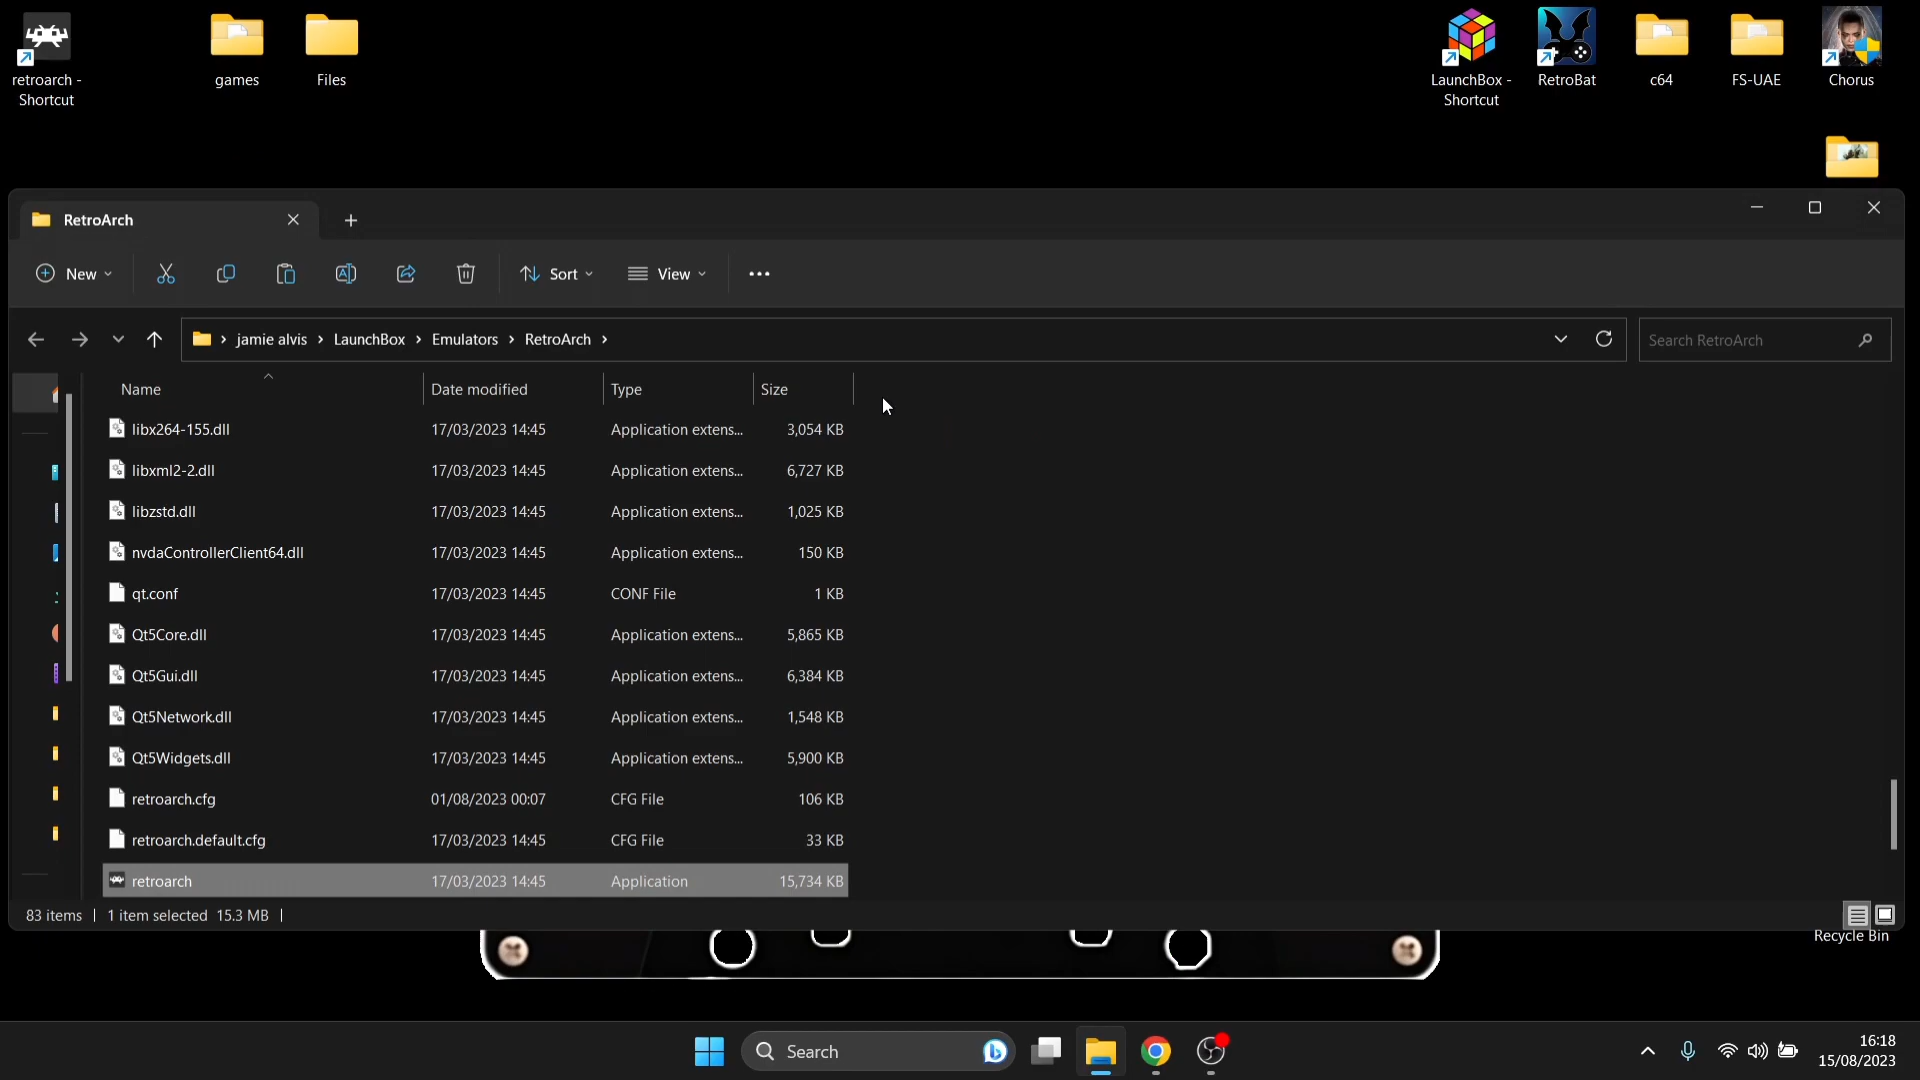 retroarch -
Shortcut
games
Files
LaunchBox -
Shortcut
RetroBat
c64
FS-UAE
Chorus
RetroArch
New
Sort
View
jamie alvis
LaunchBox
Emulators
RetroArch
Search RetroArch
Name
Date modified
Type
Size
libx264-155.dll 17/03/2023 14:45 Application extens... 3,054 KB
libxml2-2.dll 17/03/2023 14:45 Application extens... 6,727 KB
libzstd.dll 17/03/2023 14:45 Application extens... 1,025 KB
nvdaControllerClient64.dll 17/03/2023 14:45 Application extens... 150 KB
qt.conf 17/03/2023 14:45 CONF File 1 KB
Qt5Core.dll 17/03/2023 14:45 Application extens... 5,865 KB
Qt5Gui.dll 17/03/2023 14:45 Application extens... 6,384 KB
Qt5Network.dll 17/03/2023 14:45 Application extens... 1,548 KB
Qt5Widgets.dll 17/03/2023 14:45 Application extens... 5,900 KB
retroarch.cfg 01/08/2023 00:07 CFG File 106 KB
retroarch.default.cfg 17/03/2023 14:45 CFG File 33 KB
retroarch 17/03/2023 14:45 Application 15,734 KB
83 items 1 item selected 15.3 MB
Recycle Bin
Search
16:18
15/08/2023